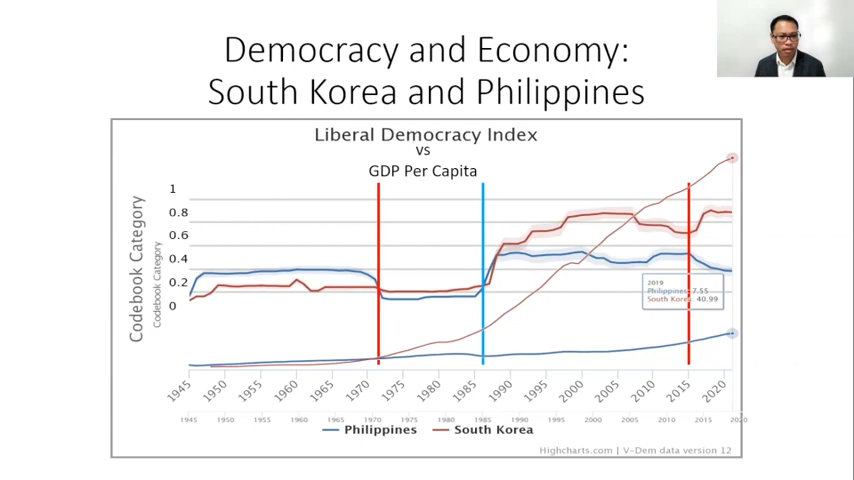 Democracy and Economy:
South Korea and Philippines
Liberal Democracy Index
vs
GDP Per Capita
Codebook Category
Codebook Category
1
0.8
0.6
0.4
0.2
0
2019
Philippines: 7.55
South Korea: 40.99
1945 1950 1955 1960 1965 1970 1975 1980 1985 1990 1995 2000 2005 2010 2015 2020
1945 1950 1955 1960 1965 1970 1975 1980 1985 1990 1995 2000 2005 2010 2015 2020
Philippines South Korea
Highcharts.com | V-Dem data version 12